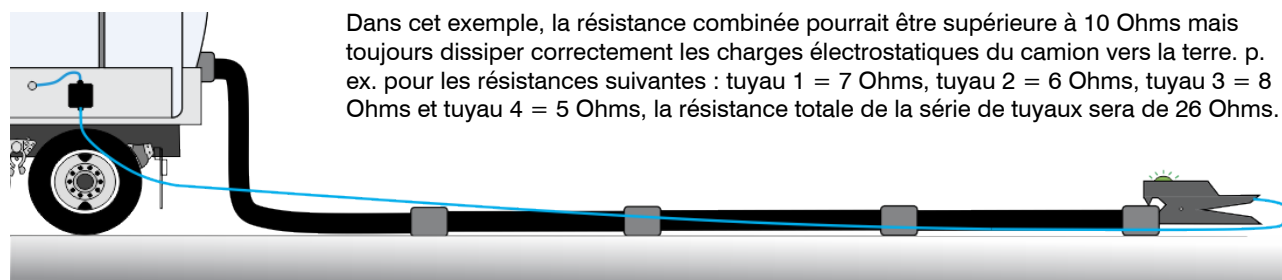 Dans cet exemple, la résistance combinée pourrait être supérieure à 10 Ohms mais
toujours dissiper correctement les charges électrostatiques du camion vers la terre. p.
ex. pour les résistances suivantes : tuyau 1 = 7 Ohms, tuyau 2 = 6 Ohms, tuyau 3 = 8
Ohms et tuyau 4 = 5 Ohms, la résistance totale de la série de tuyaux sera de 26 Ohms.